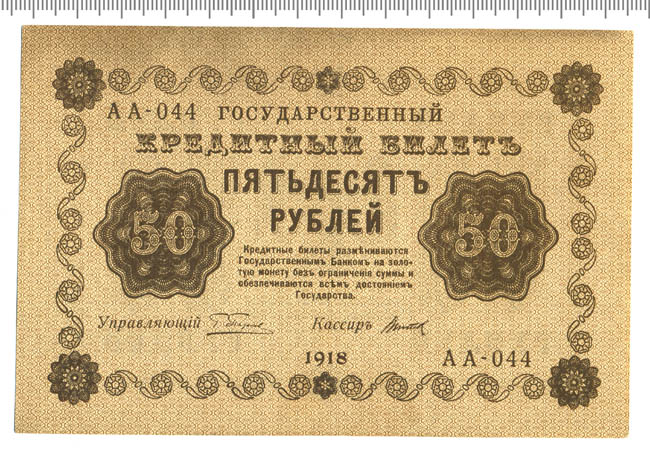 АА-044 ГОСУДАРСТВЕННЫЙ
КРЕДИТНЫЙ БИЛЕТЪ
ПЯТЬДЕСЯТЪ
РУБЛЕЙ
50
50
Кредитные билеты размѣниваются
Государственнымъ Банкомъ на золо-
тую монету безъ ограниченія суммы и
обезпечиваются всѣмъ достояніемъ
Государства.
Управляющій
Кассиръ
1918
АА-044